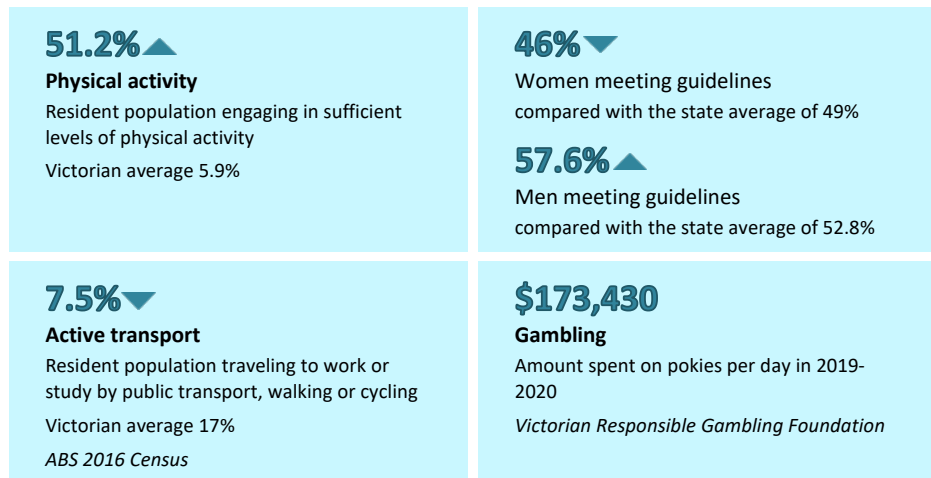 51.2%
Physical activity
Resident population engaging in sufficient
levels of physical activity
Victorian average 5.9%
46%
Women meeting guidelines
compared with the state average of 49%
57.6%
Men meeting guidelines
compared with the state average of 52.8%
7.5%
Active transport
Resident population traveling to work or
study by public transport, walking or cycling
Victorian average 17%
ABS 2016 Census
$173,430
Gambling
Amount spent on pokies per day in 2019-
2020
Victorian Responsible Gambling Foundation